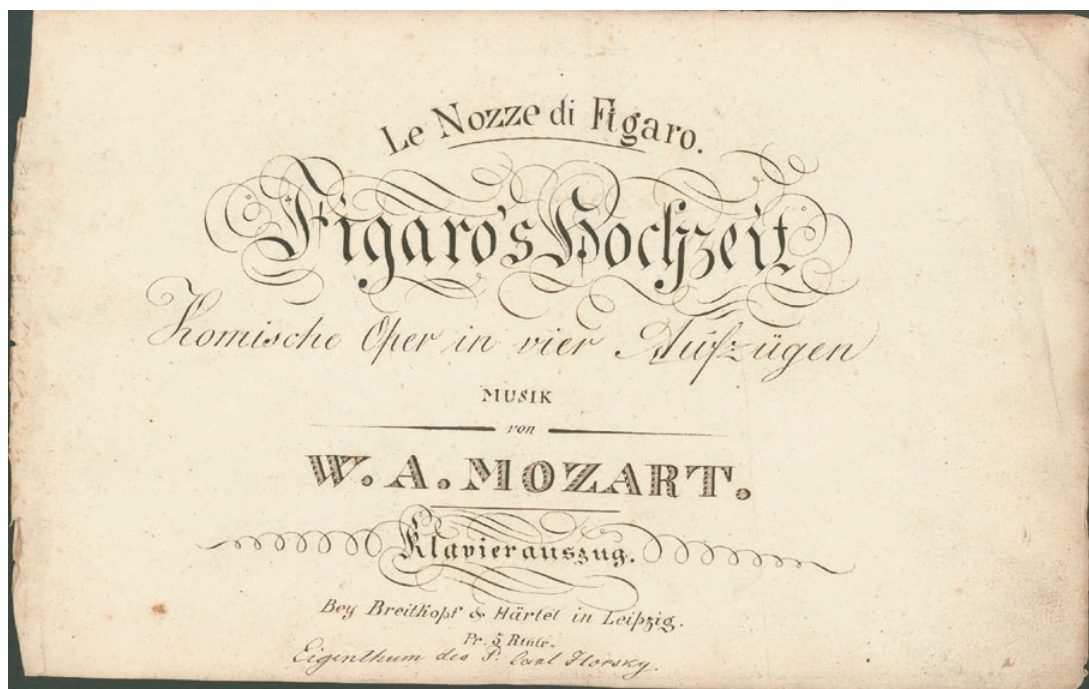 Le Nozze di Figaro.
Figaro's Hochzeit
Komische Oper in vier Aufzügen
MUSIK
von
W. A. MOZART.
Klavierauszug.
Bey Breitkopf & Härtel in Leipzig.
Pr. 5 Rthlr.
Eigenthum des P. Carl Horsky.